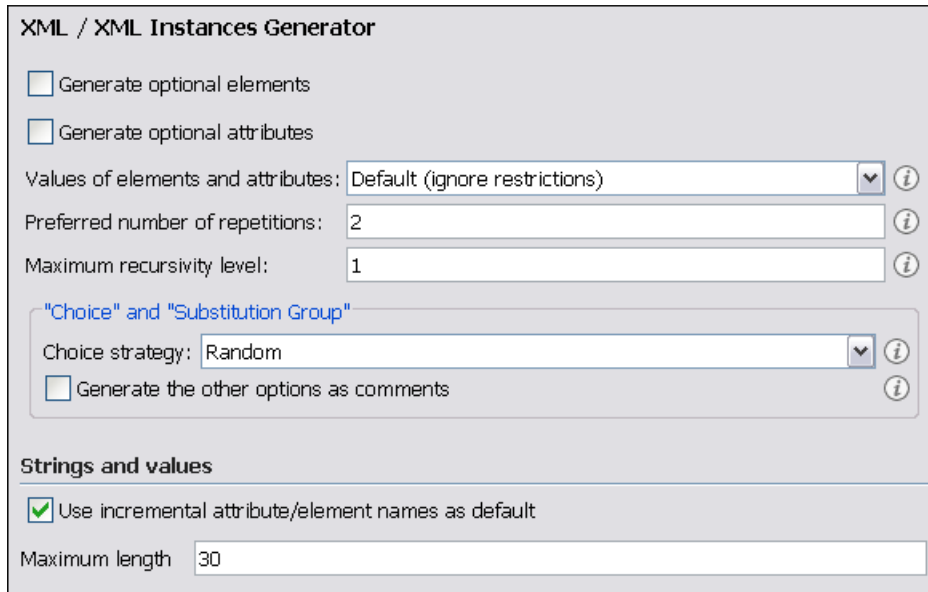 XML / XML Instances Generator
Generate optional elements
Generate optional attributes
Values of elements and attributes: Default (ignore restrictions)
Preferred number of repetitions: 2
Maximum recursivity level: 1
"Choice" and "Substitution Group"
Choice strategy: Random
Generate the other options as comments
Strings and values
Use incremental attribute/element names as default
Maximum length 30